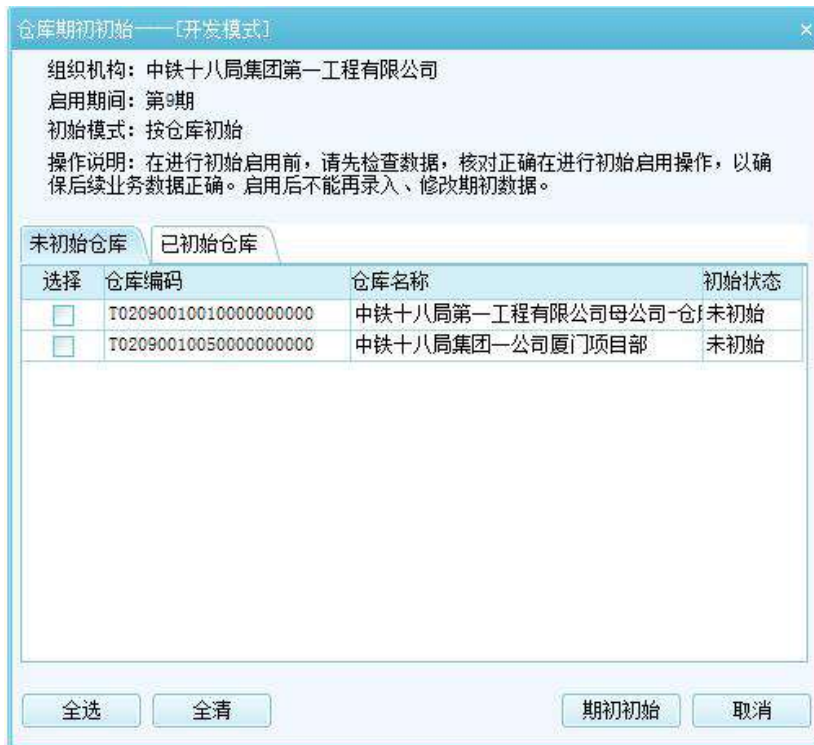 仓库期初初始——[开发模式]
组织机构：中铁十八局集团第一工程有限公司
启用期间：第9期
初始模式：按仓库初始
操作说明：在进行初始启用前，请先检查数据，核对正确在进行初始启用操作，以确
保后续业务数据正确。启用后不能再录入、修改期初数据。
未初始仓库 已初始仓库
选择 仓库编码 仓库名称 初始状态
T02090010010000000000 中铁十八局第一工程有限公司母公司-仓 未初始
T02090010050000000000 中铁十八局集团一公司厦门项目部 未初始
全选 全清 期初初始 取消